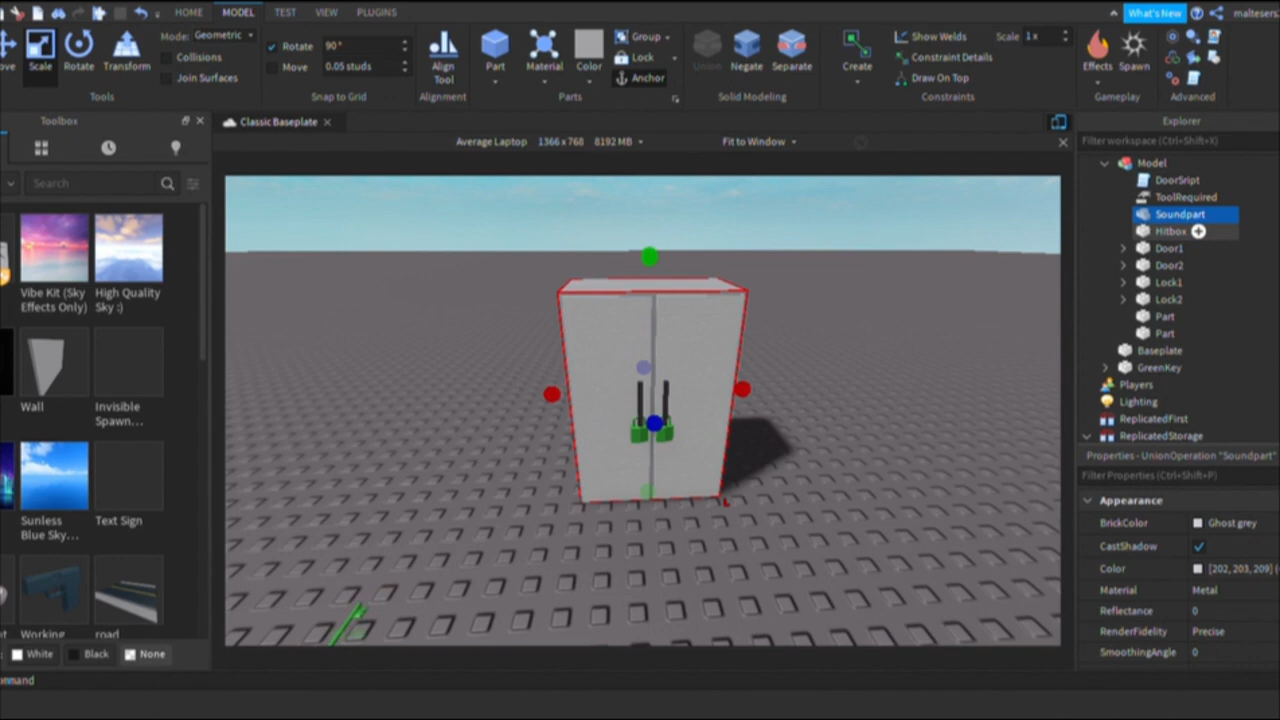 HOME MODEL TEST VIEW PLUGINS What's New maltesers
Mode: Geometric
Collisions
Join Surfaces
ove Scale Rotate Transform
Tools
Rotate 90°
Move 0.05 studs
Snap to Grid
Align
Tool
Alignment
Part Material Color
Group
Lock
Anchor
Parts
Union Negate Separate
Solid Modeling
Create
Show Welds Scale 1x
Constraint Details
Draw On Top
Constraints
Effects Spawn
Gameplay
Advanced
Toolbox
Search
Vibe Kit (Sky
Effects Only)
High Quality
Sky :)
Wall
Invisible
Spawn...
Sunless
Blue Sky...
Text Sign
Working
road
White Black None
mmand
Classic Baseplate
Average Laptop 1366 x 768 8192 MB Fit to Window
Explorer
Filter workspace (Ctrl+Shift+X)
Model
DoorSript
ToolRequired
Soundpart
Hitbox
Door1
Door2
Lock1
Lock2
Part
Part
Baseplate
GreenKey
Players
Lighting
ReplicatedFirst
ReplicatedStorage
Properties - UnionOperation "Soundpart"
Filter Properties (Ctrl+Shift+P)
Appearance
BrickColor Ghost grey
CastShadow
Color [202, 203, 209] (
Material Metal
Reflectance 0
RenderFidelity Precise
SmoothingAngle 0